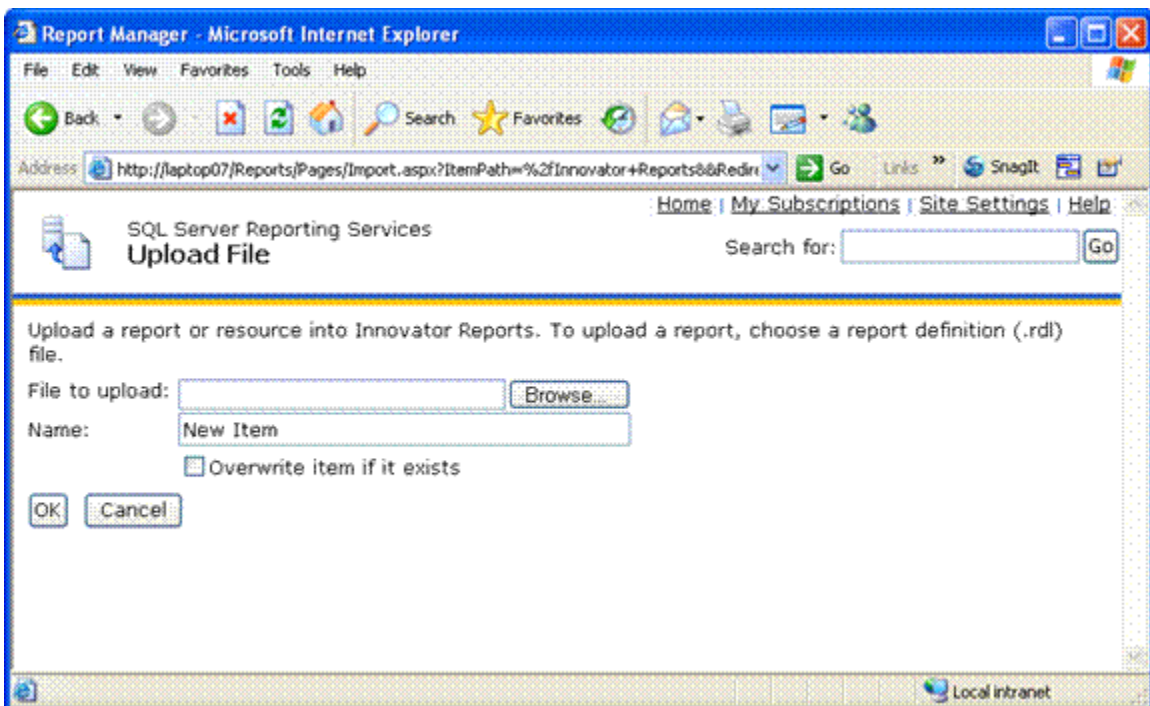 Report Manager - Microsoft Internet Explorer
File Edit View Favorites Tools Help
Back Search Favorites
Address http://laptop07/Reports/Pages/Import.aspx?ItemPath=%2fInnovator+Reports&&Redire Go Links » SnagIt
Home | My Subscriptions | Site Settings | Help
SQL Server Reporting Services
Upload File
Search for: Go
Upload a report or resource into Innovator Reports. To upload a report, choose a report definition (.rdl)
file.
File to upload: Browse...
Name: New Item
Overwrite item if it exists
OK Cancel
Local intranet